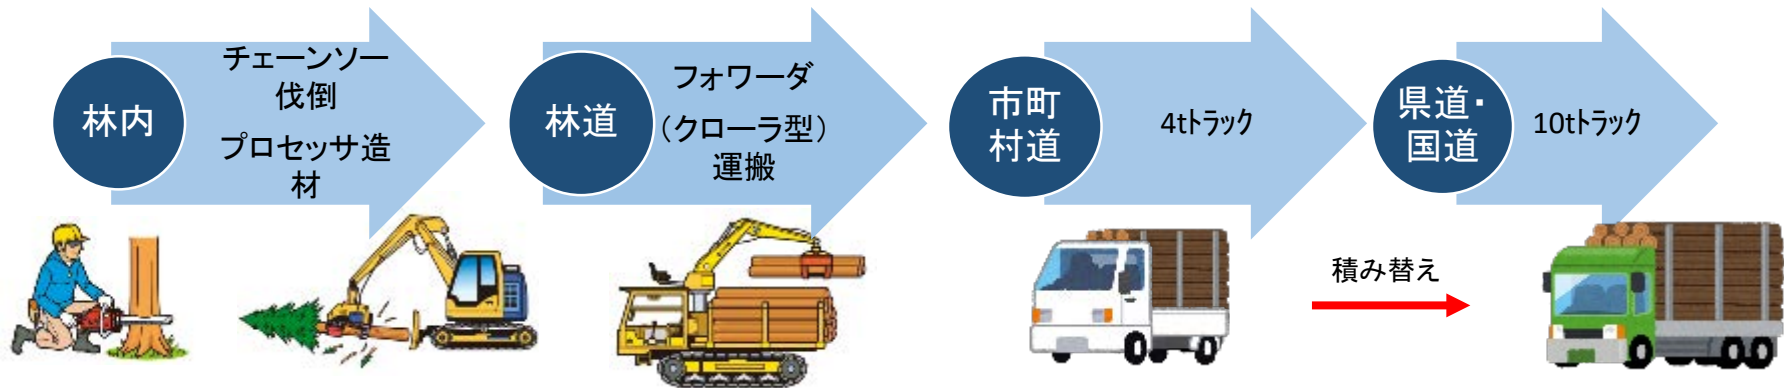 林内
チェーンソー
伐倒
プロセッサ造
材
林道
フォワーダ
（クローラ型）
運搬
市町
村道
4tﾄﾗｯｸ
県道・
国道
10tﾄﾗｯｸ
積み替え